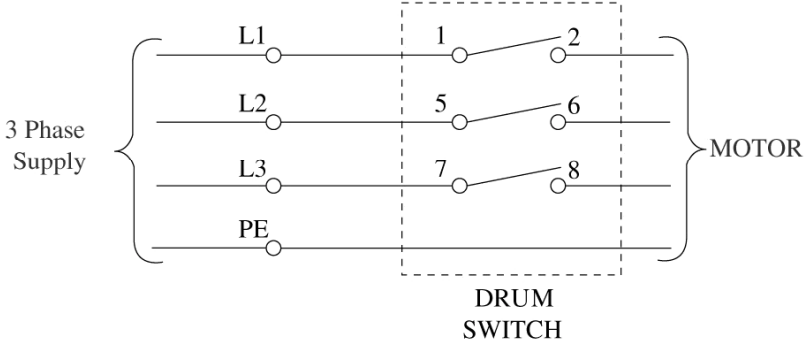 L1 1 2
L2 5 6
3 Phase
Supply
MOTOR
L3 7 8
PE
DRUM
SWITCH